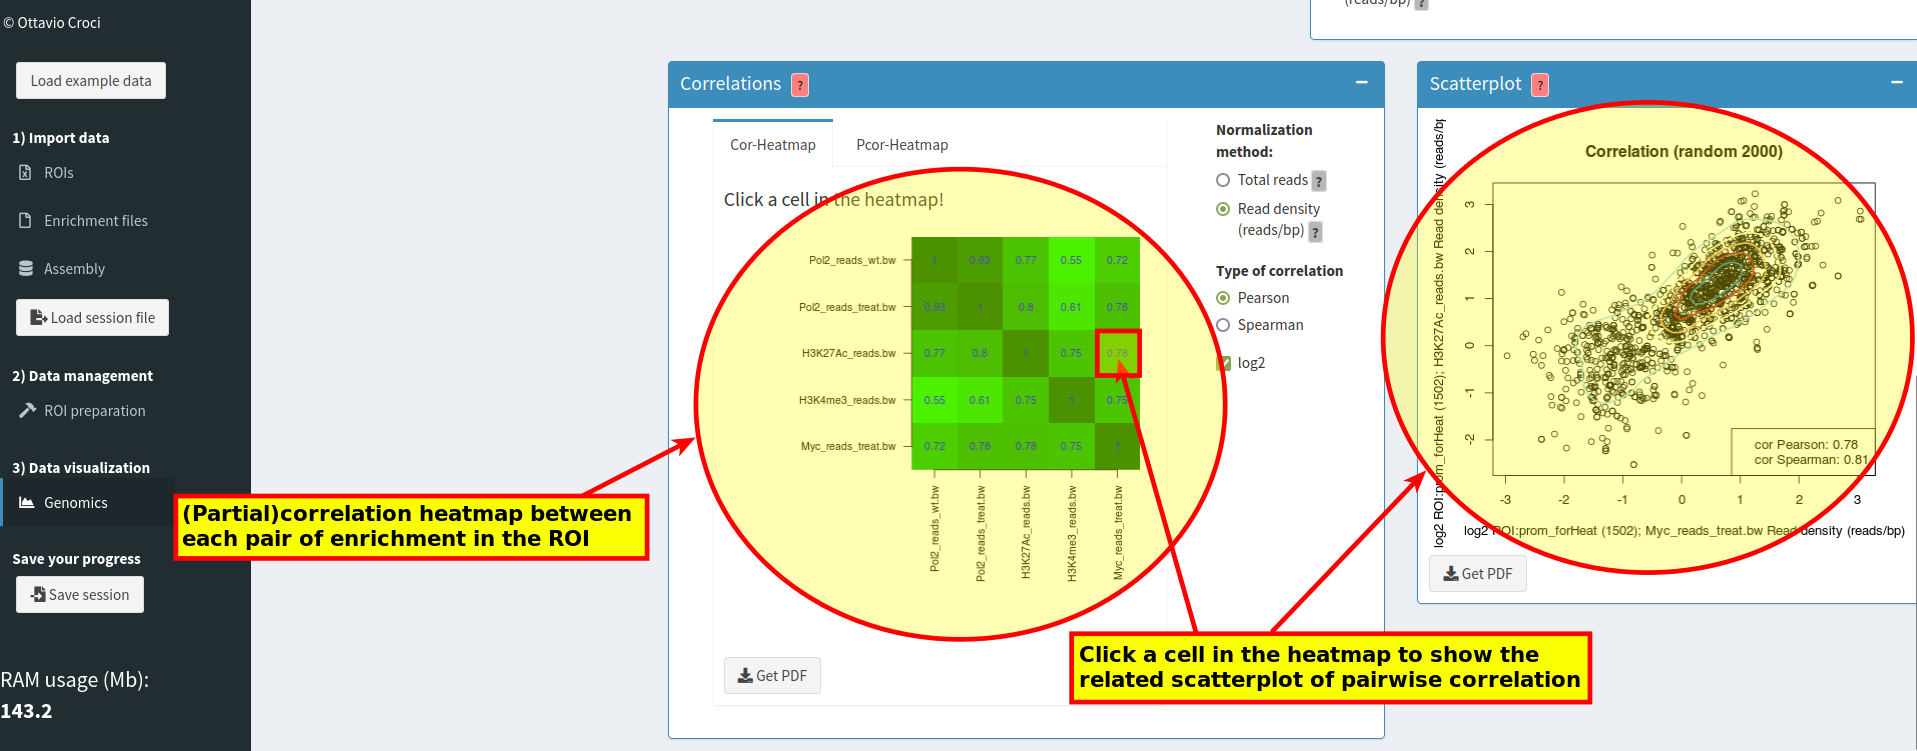 © Ottavio Croci
Load example data
1) Import data
ROIs
Enrichment files
Assembly
Load session file
2) Data management
ROI preparation
3) Data visualization
Genomics
Save your progress
Save session
RAM usage (Mb):
143.2
(Partial)correlation heatmap between
each pair of enrichment in the ROI
(reads/bp) ?
Correlations ?
Cor-Heatmap Pcor-Heatmap
Click a cell in the heatmap!
Pol2_reads_wt.bw 1 0.93 0.77 0.55 0.72
Pol2_reads_treat.bw 0.93 1 0.8 0.61 0.78
H3K27Ac_reads.bw 0.77 0.8 1 0.75 0.78
H3K4me3_reads.bw 0.55 0.61 0.75 1 0.75
Myc_reads_treat.bw 0.72 0.78 0.78 0.75 1
Pol2_reads_wt.bw
Pol2_reads_treat.bw
H3K27Ac_reads.bw
H3K4me3_reads.bw
Myc_reads_treat.bw
Get PDF
Normalization
method:
Total reads ?
Read density
(reads/bp) ?
Type of correlation
Pearson
Spearman
log2
Click a cell in the heatmap to show the
related scatterplot of pairwise correlation
Scatterplot ?
Correlation (random 2000)
log2 ROI:prom_forHeat (1502); H3K27Ac_reads.bw Read density (reads/bp
3
2
1
0
-1
-2
cor Pearson: 0.78
cor Spearman: 0.81
-3 -2 -1 0 1 2 3
log2 ROI:prom_forHeat (1502); Myc_reads_treat.bw Read density (reads/bp)
Get PDF